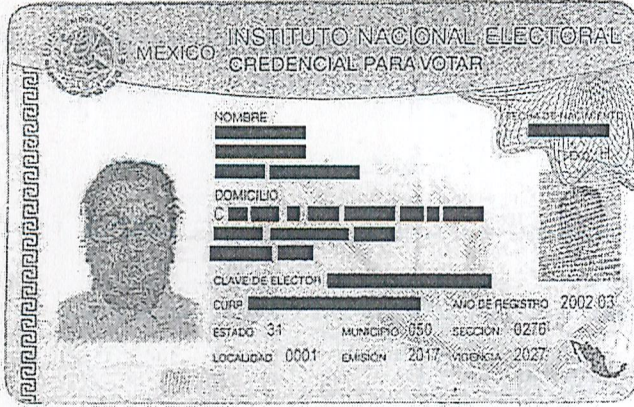 MÉXICO INSTITUTO NACIONAL ELECTORAL
CREDENCIAL PARA VOTAR
NOMBRE
DOMICILIO
C
CLAVE DE ELECTOR
CURP AÑO DE REGISTRO 2002 03
ESTADO 31 MUNICIPIO 050 SECCIÓN 0276
LOCALIDAD 0001 EMISIÓN 2017 VIGENCIA 2027